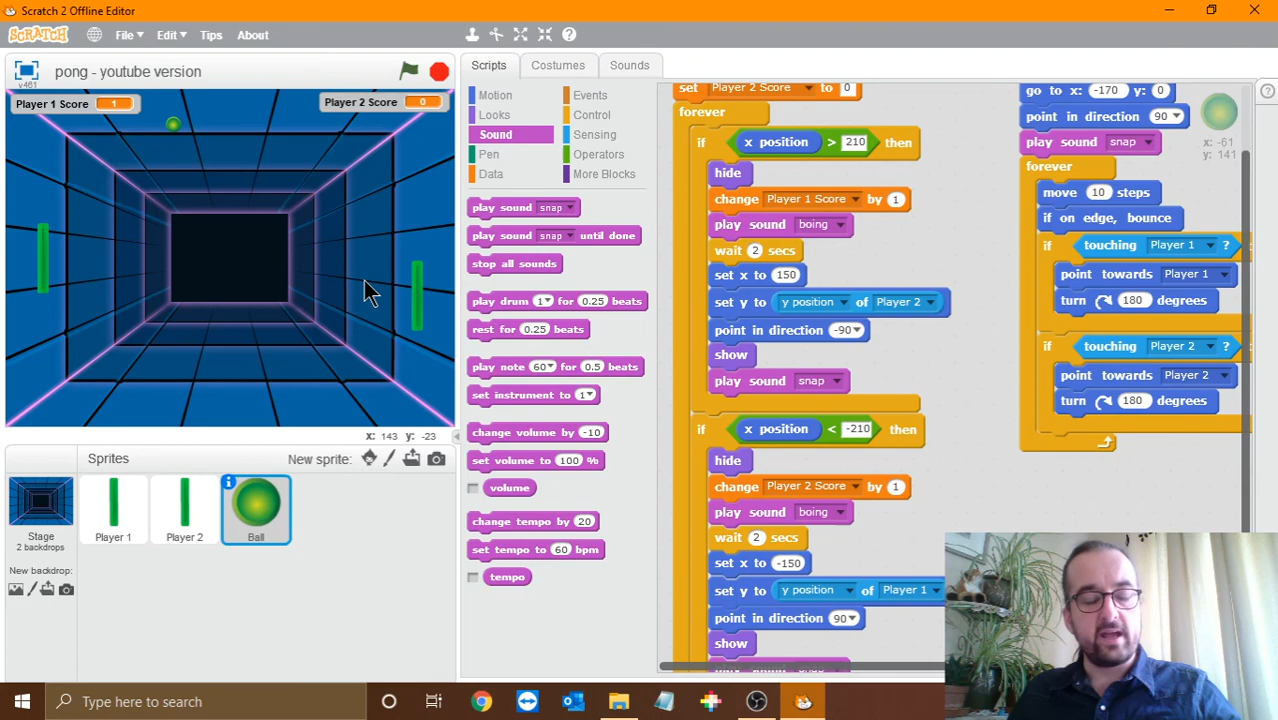 Scratch 2 Offline Editor
SCRATCH File Edit Tips About
pong - youtube version
v461
Player 1 Score 1
Player 2 Score 0
x: 143 y: -23
Sprites New sprite:
Stage
2 backdrops
New backdrop:
Player 1
Player 2
Ball
Scripts Costumes Sounds
Motion Events
Looks Control
Sound Sensing
Pen Operators
Data More Blocks
play sound snap
play sound snap until done
stop all sounds
play drum 1 for 0.25 beats
rest for 0.25 beats
play note 60 for 0.5 beats
set instrument to 1
change volume by -10
set volume to 100 %
volume
change tempo by 20
set tempo to 60 bpm
tempo
set Player 2 Score to 0
forever
if x position > 210 then
hide
change Player 1 Score by 1
play sound boing
wait 2 secs
set x to 150
set y to y position of Player 2
point in direction -90
show
play sound snap
if x position < -210 then
hide
change Player 2 Score by 1
play sound boing
wait 2 secs
set x to -150
set y to y position of Player 1
point in direction 90
show
go to x: -170 y: 0
point in direction 90
play sound snap
forever
move 10 steps
if on edge, bounce
if touching Player 1 ?
point towards Player 1
turn 180 degrees
if touching Player 2 ?
point towards Player 2
turn 180 degrees
x: -61
y: 141
Type here to search